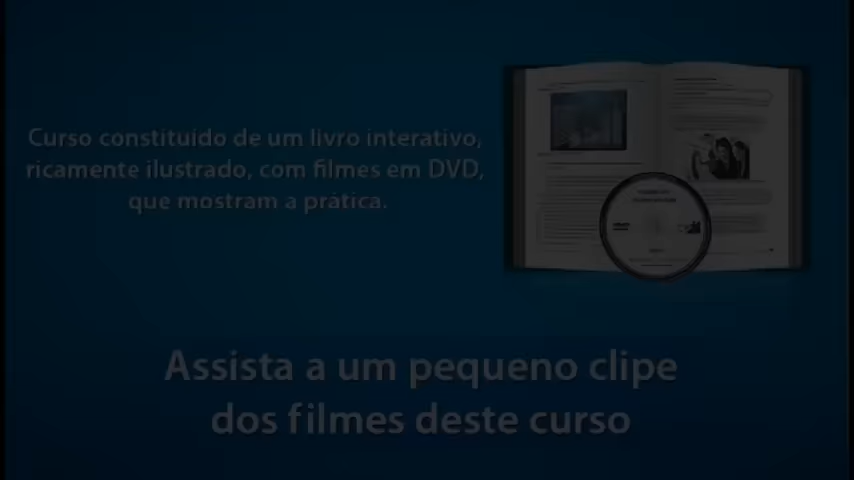 Curso constituído de um livro interativo,
ricamente ilustrado, com filmes em DVD,
que mostram a prática.
Assista a um pequeno clipe
dos filmes deste curso